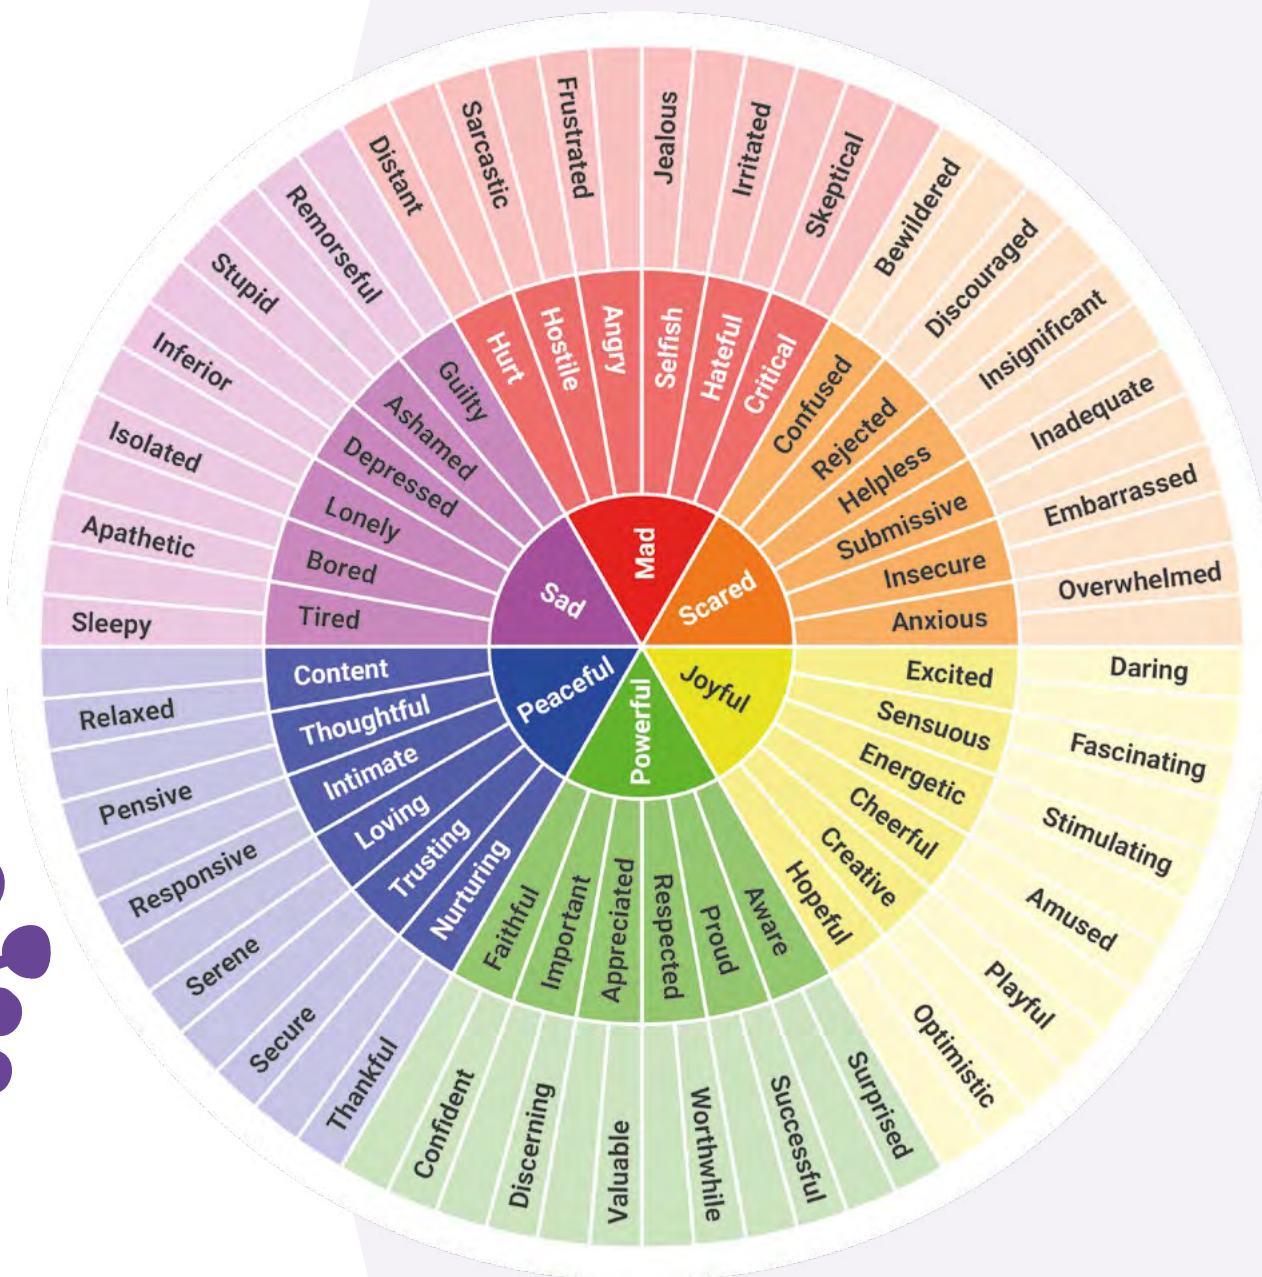 Mad
Scared
Joyful
Powerful
Peaceful
Sad
Hurt
Hostile
Angry
Selfish
Hateful
Critical
Confused
Rejected
Helpless
Submissive
Insecure
Anxious
Excited
Sensuous
Energetic
Cheerful
Creative
Hopeful
Aware
Proud
Respected
Appreciated
Important
Faithful
Nurturing
Trusting
Loving
Intimate
Thoughtful
Content
Tired
Bored
Lonely
Depressed
Ashamed
Guilty
Distant
Sarcastic
Frustrated
Jealous
Irritated
Skeptical
Bewildered
Discouraged
Insignificant
Inadequate
Embarrassed
Overwhelmed
Daring
Fascinating
Stimulating
Amused
Playful
Optimistic
Surprised
Successful
Worthwhile
Valuable
Discerning
Confident
Thankful
Secure
Serene
Responsive
Pensive
Relaxed
Sleepy
Apathetic
Isolated
Inferior
Stupid
Remorseful